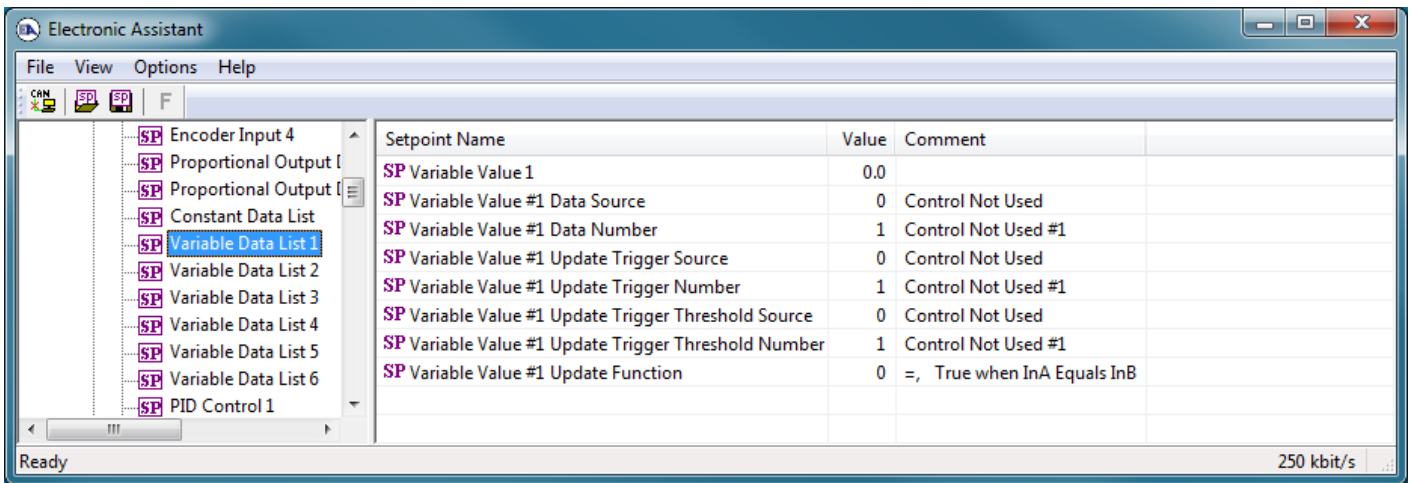 Electronic Assistant
File View Options Help
CAN SP SP F
SP Encoder Input 4
SP Proportional Output
SP Proportional Output
SP Constant Data List
SP Variable Data List 1
SP Variable Data List 2
SP Variable Data List 3
SP Variable Data List 4
SP Variable Data List 5
SP Variable Data List 6
SP PID Control 1
Setpoint Name Value Comment
SP Variable Value 1 0.0
SP Variable Value #1 Data Source 0 Control Not Used
SP Variable Value #1 Data Number 1 Control Not Used #1
SP Variable Value #1 Update Trigger Source 0 Control Not Used
SP Variable Value #1 Update Trigger Number 1 Control Not Used #1
SP Variable Value #1 Update Trigger Threshold Source 0 Control Not Used
SP Variable Value #1 Update Trigger Threshold Number 1 Control Not Used #1
SP Variable Value #1 Update Function 0 =, True when InA Equals InB
Ready 250 kbit/s